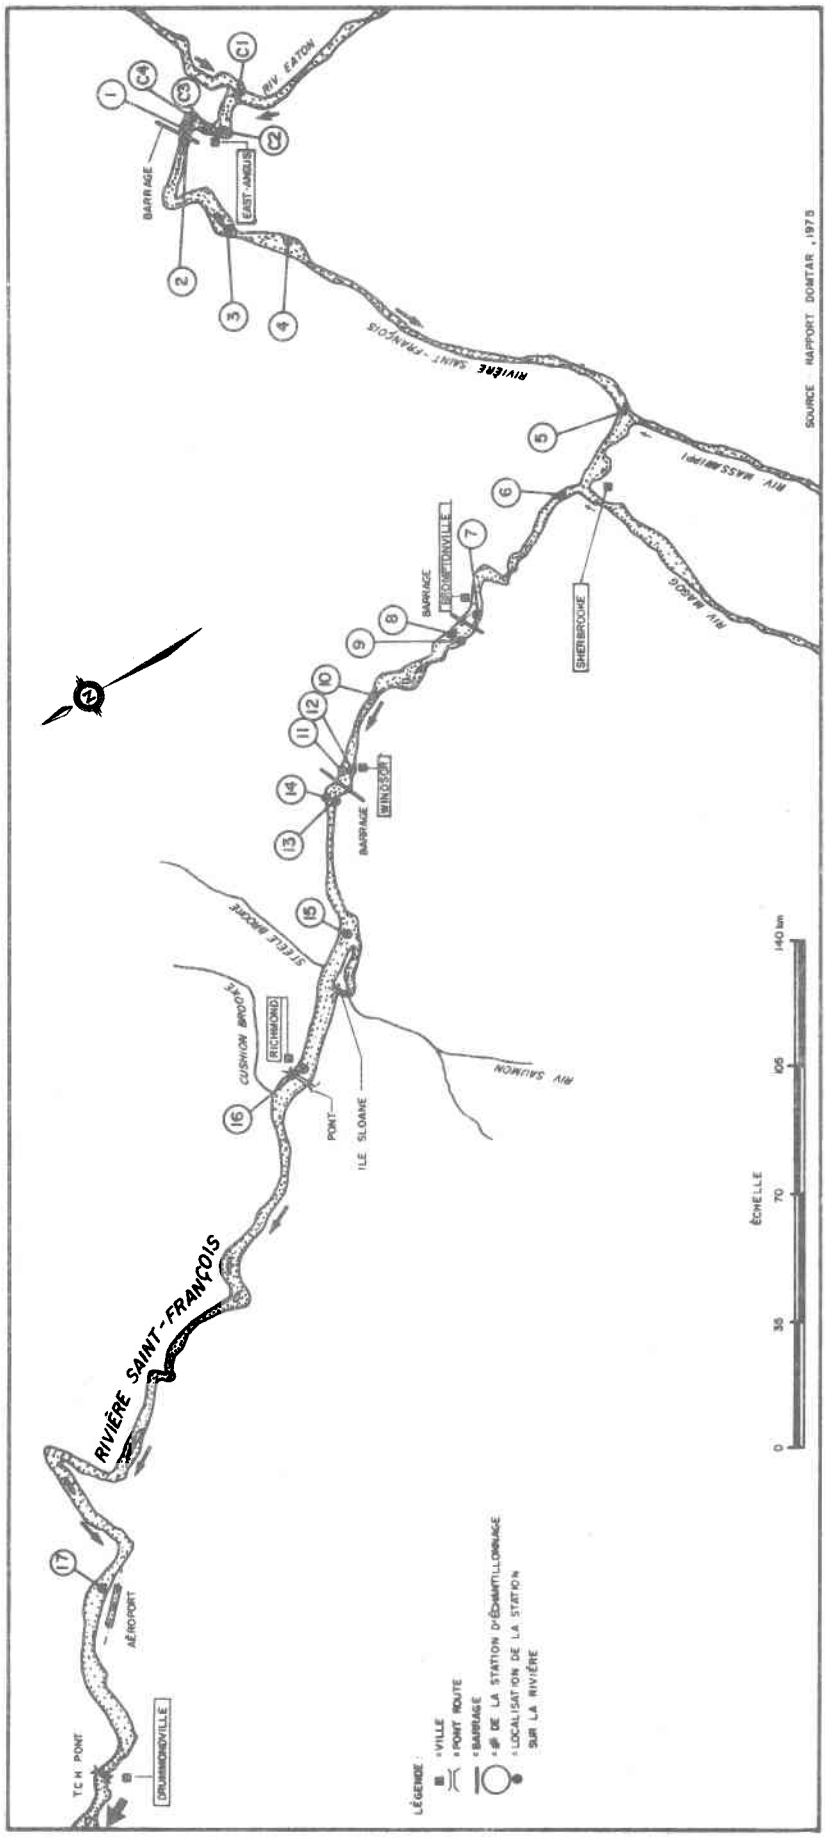 C1
RIV. EATON
C4
C3
1
C2
BARRAGE
EAST-ANGUS
2
3
4
RIVIÈRE SAINT-FRANÇOIS
5
RIV. MASSAWIPPI
6
SHERBROOKE
RIV. MAGOG
7
BARRAGE
BROMPTONVILLE
8
9
10
12
11
WINDSOR
14
13
BARRAGE
N
15
STEELE BROOKE
CUSHION BROOKE
RICHMOND
16
PONT
ILE SLOANE
RIV. SAUMON
RIVIÈRE SAINT-FRANÇOIS
17
AÉROPORT
T.C.H PONT
DRUMMONDVILLE
LÉGENDE:
= VILLE
= PONT ROUTE
= BARRAGE
= Nº DE LA STATION D'ÉCHANTILLONNAGE
= LOCALISATION DE LA STATION
SUR LA RIVIÈRE
ÉCHELLE
0 35 70 105 140 km
SOURCE RAPPORT DOMTAR, 1975